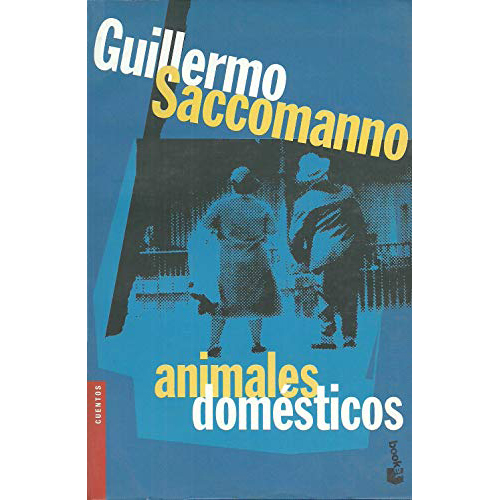 Guillermo
Saccomanno
animales
domésticos
CUENTOS
booket